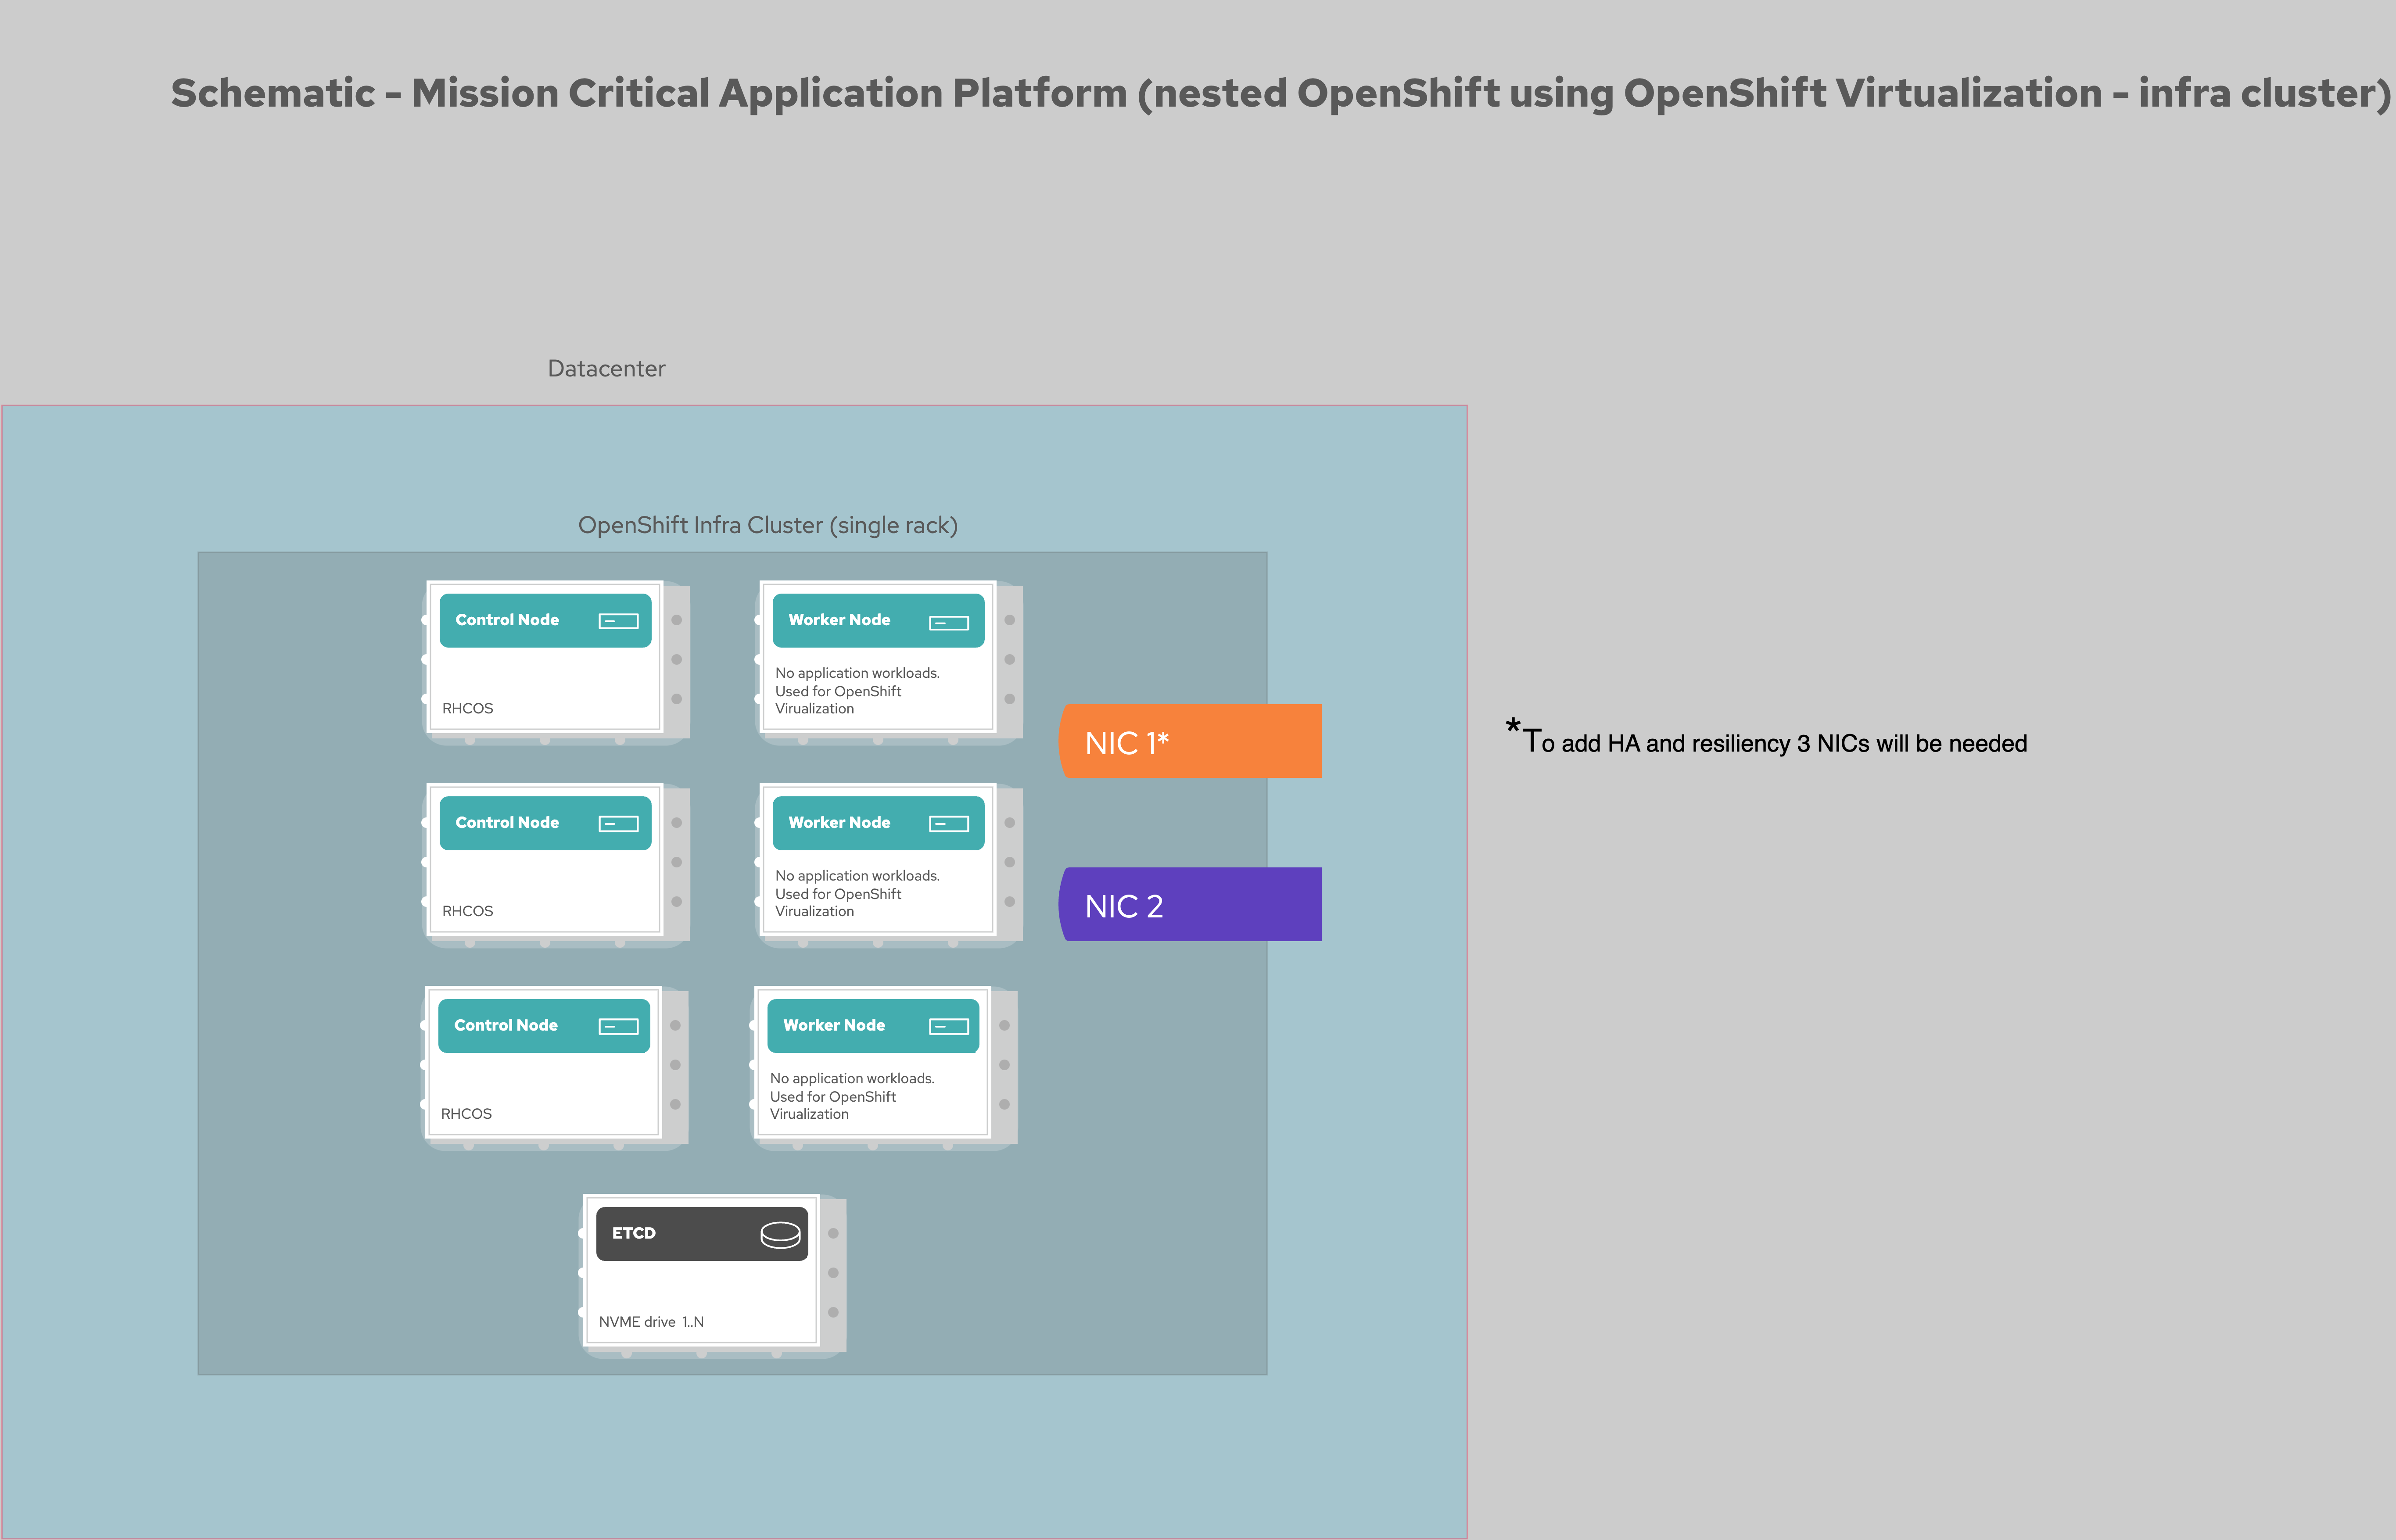 Schematic - Mission Critical Application Platform (nested OpenShift using OpenShift Virtualization - infra cluster)
Datacenter
OpenShift Infra Cluster (single rack)
Control Node
RHCOS
Worker Node
No application workloads.
Used for OpenShift
Virualization
NIC 1*
*To add HA and resiliency 3 NICs will be needed
Control Node
RHCOS
Worker Node
No application workloads.
Used for OpenShift
Virualization
NIC 2
Control Node
RHCOS
Worker Node
No application workloads.
Used for OpenShift
Virualization
ETCD
NVME drive 1..N